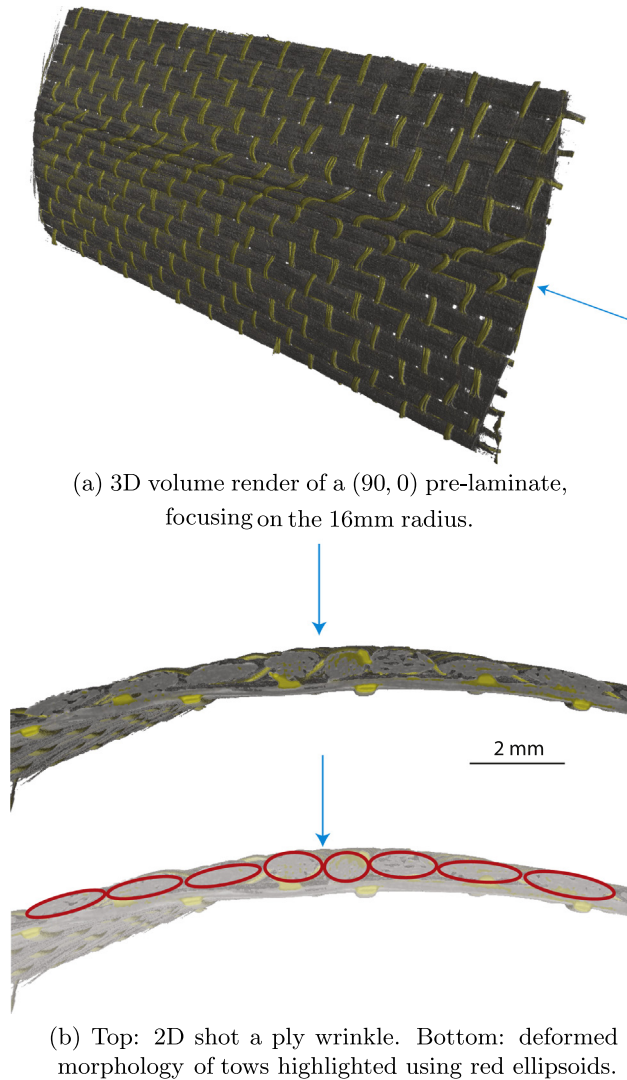 (a) 3D volume render of a (90, 0) pre-laminate,
focusing on the 16mm radius.
2 mm
(b) Top: 2D shot a ply wrinkle. Bottom: deformed
morphology of tows highlighted using red ellipsoids.